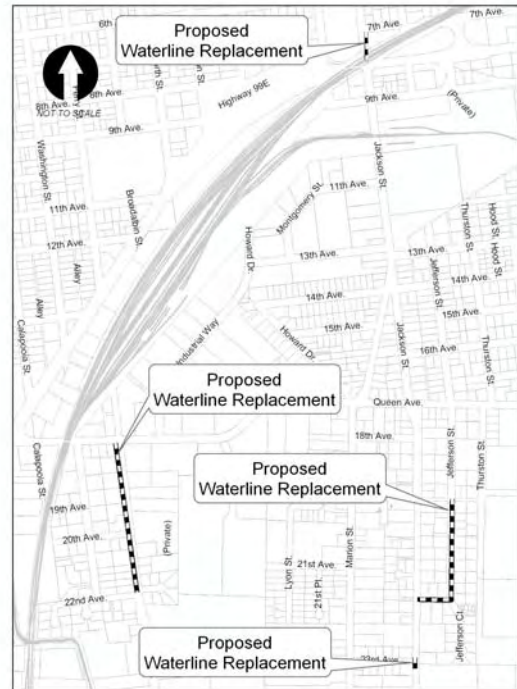 Proposed
Waterline Replacement
6th Ave.
7th Ave.
7th Ave.
8th Ave.
8th Ave.
NOT TO SCALE
Highway 99E
9th Ave.
9th Ave.
(Private)
Washington St.
Broadalbin St.
Jackson St.
11th Ave.
11th Ave.
Montgomery St.
Thurston St.
Hood St.
Hood St.
12th Ave.
Howard Dr.
13th Ave.
13th Ave.
Jefferson St.
14th Ave.
14th Ave.
Alley
Alley
15th Ave.
15th Ave.
Calapooia St.
Industrial Way
Howard Dr.
Jackson St.
16th Ave.
Thurston St.
Proposed
Waterline Replacement
Queen Ave.
18th Ave.
Jefferson St.
Thurston St.
Calapooia St.
Proposed
Waterline Replacement
19th Ave.
20th Ave.
(Private)
Lyon St.
21st Ave.
21st Pl.
Marion St.
22nd Ave.
Jefferson Ct.
Proposed
Waterline Replacement
23rd Ave.